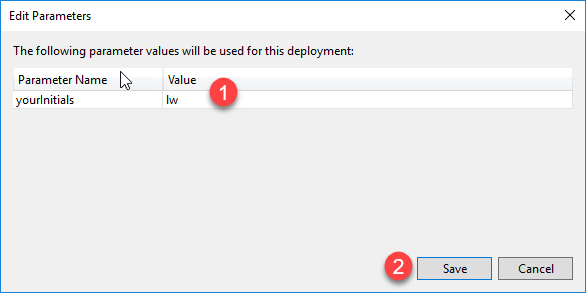 Edit Parameters
The following parameter values will be used for this deployment:
Parameter Name Value
yourInitials lw
1
2 Save Cancel